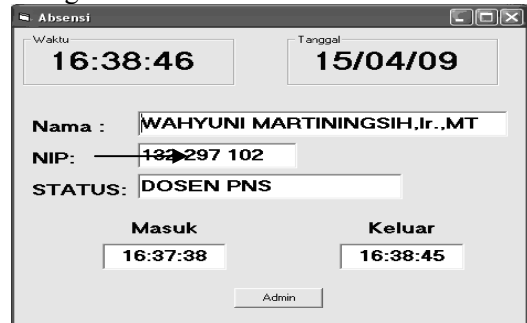 Absensi
Waktu
16:38:46
Tanggal
15/04/09
Nama : WAHYUNI MARTININGSIH,Ir.,MT
NIP: 132 297 102
STATUS: DOSEN PNS
Masuk Keluar
16:37:38 16:38:45
Admin